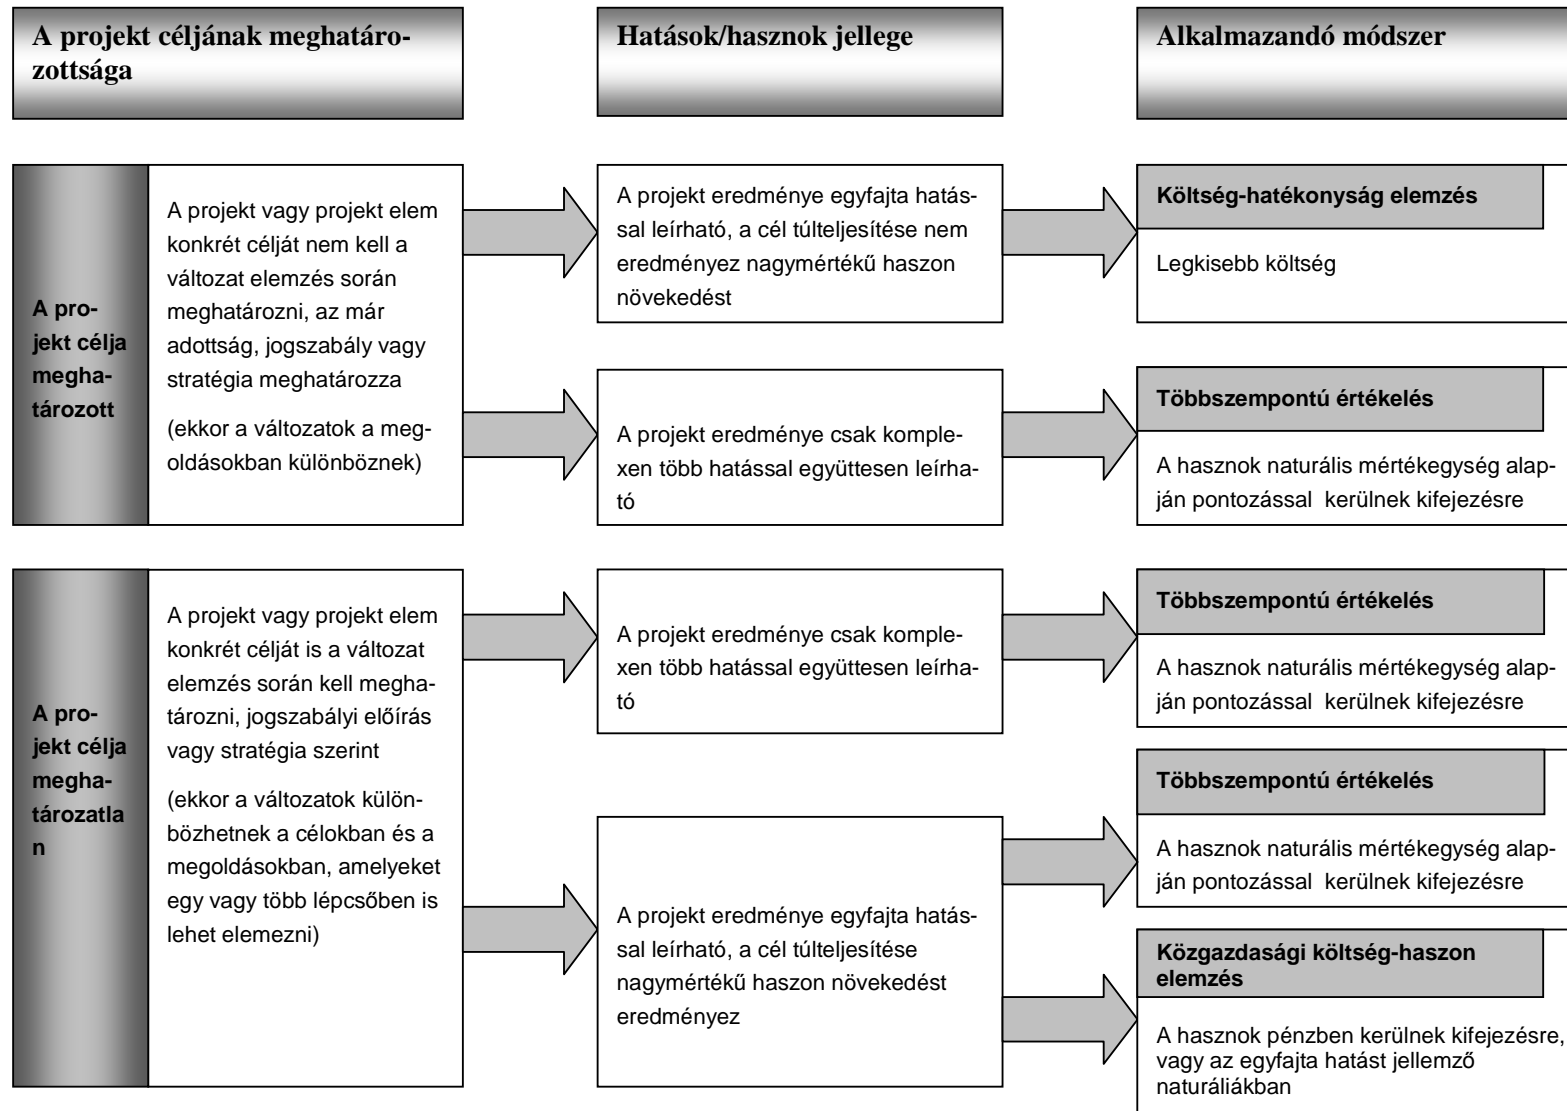 A projekt céljának meghatáro-
zottsága
Hatások/hasznok jellege
Alkalmazandó módszer
A pro-
jekt célja
megha-
tározott
A projekt vagy projekt elem
konkrét célját nem kell a
változat elemzés során
meghatározni, az már
adottság, jogszabály vagy
stratégia meghatározza
(ekkor a változatok a meg-
oldásokban különböznek)
A projekt eredménye egyfajta hatás-
sal leírható, a cél túlteljesítése nem
eredményez nagymértékű haszon
növekedést
Költség-hatékonyság elemzés
Legkisebb költség
A projekt eredménye csak komple-
xen több hatással együttesen leírha-
tó
Többszempontú értékelés
A hasznok naturális mértékegység alap-
ján pontozással  kerülnek kifejezésre
A pro-
jekt célja
megha-
tározatla
n
A projekt vagy projekt elem
konkrét célját is a változat
elemzés során kell megha-
tározni, jogszabályi előírás
vagy stratégia szerint
(ekkor a változatok külön-
bözhetnek a célokban és a
megoldásokban, amelyeket
egy vagy több lépcsőben is
lehet elemezni)
A projekt eredménye csak komple-
xen több hatással együttesen leírha-
tó
Többszempontú értékelés
A hasznok naturális mértékegység alap-
ján pontozással  kerülnek kifejezésre
A projekt eredménye egyfajta hatás-
sal leírható, a cél túlteljesítése
nagymértékű haszon növekedést
eredményez
Többszempontú értékelés
A hasznok naturális mértékegység alap-
ján pontozással  kerülnek kifejezésre
Közgazdasági költség-haszon
elemzés
A hasznok pénzben kerülnek kifejezésre,
vagy az egyfajta hatást jellemző
naturáliákban